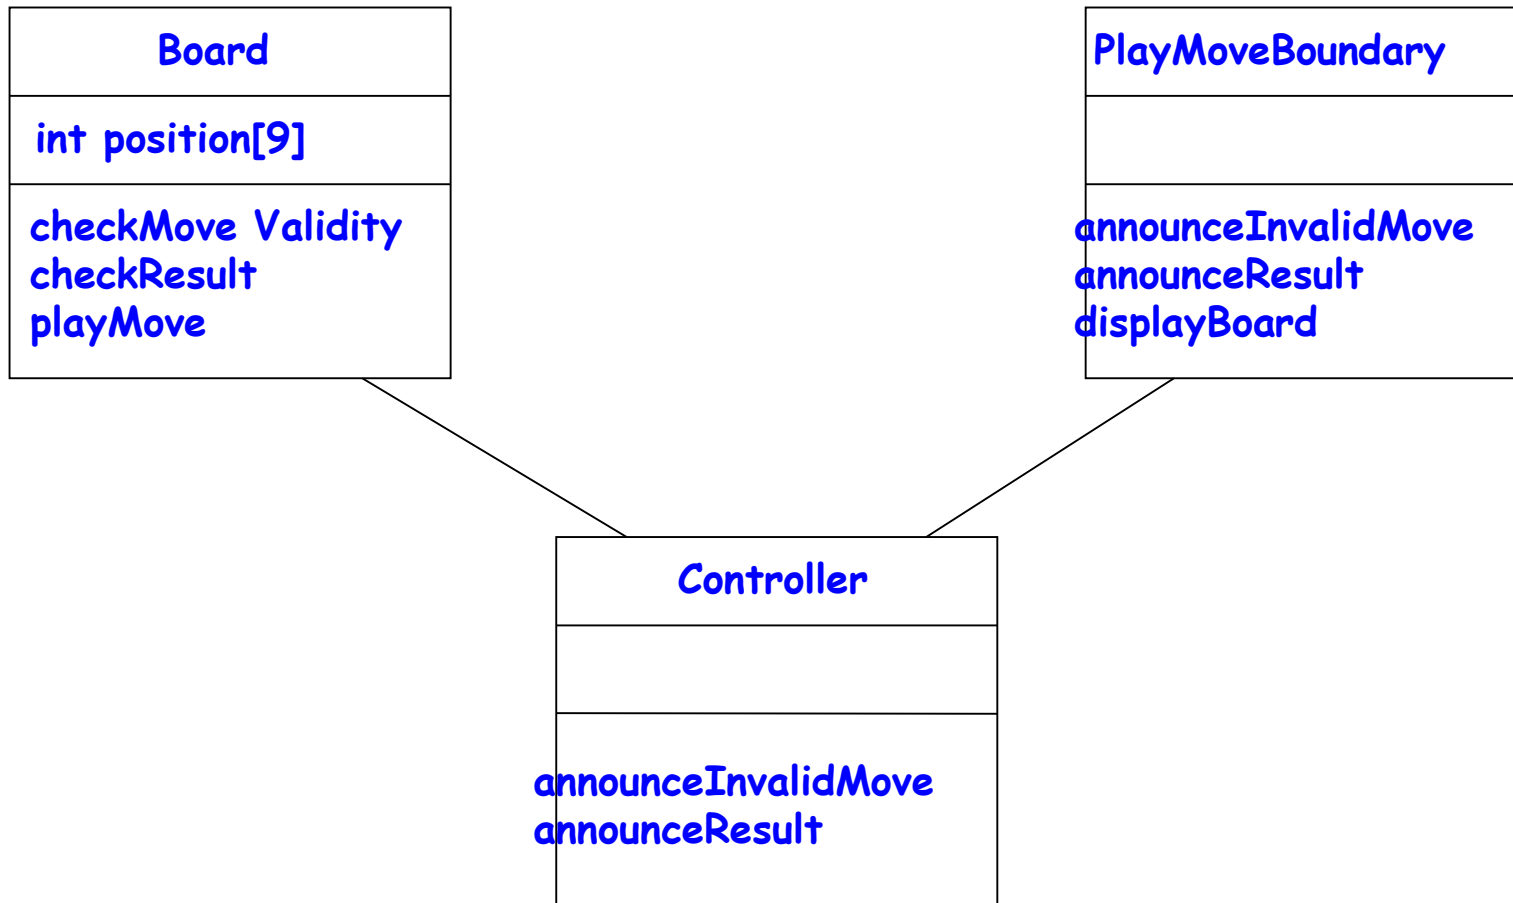 Board
int position[9]
checkMove Validity
checkResult
playMove
PlayMoveBoundary
announceInvalidMove
announceResult
displayBoard
Controller
announceInvalidMove
announceResult